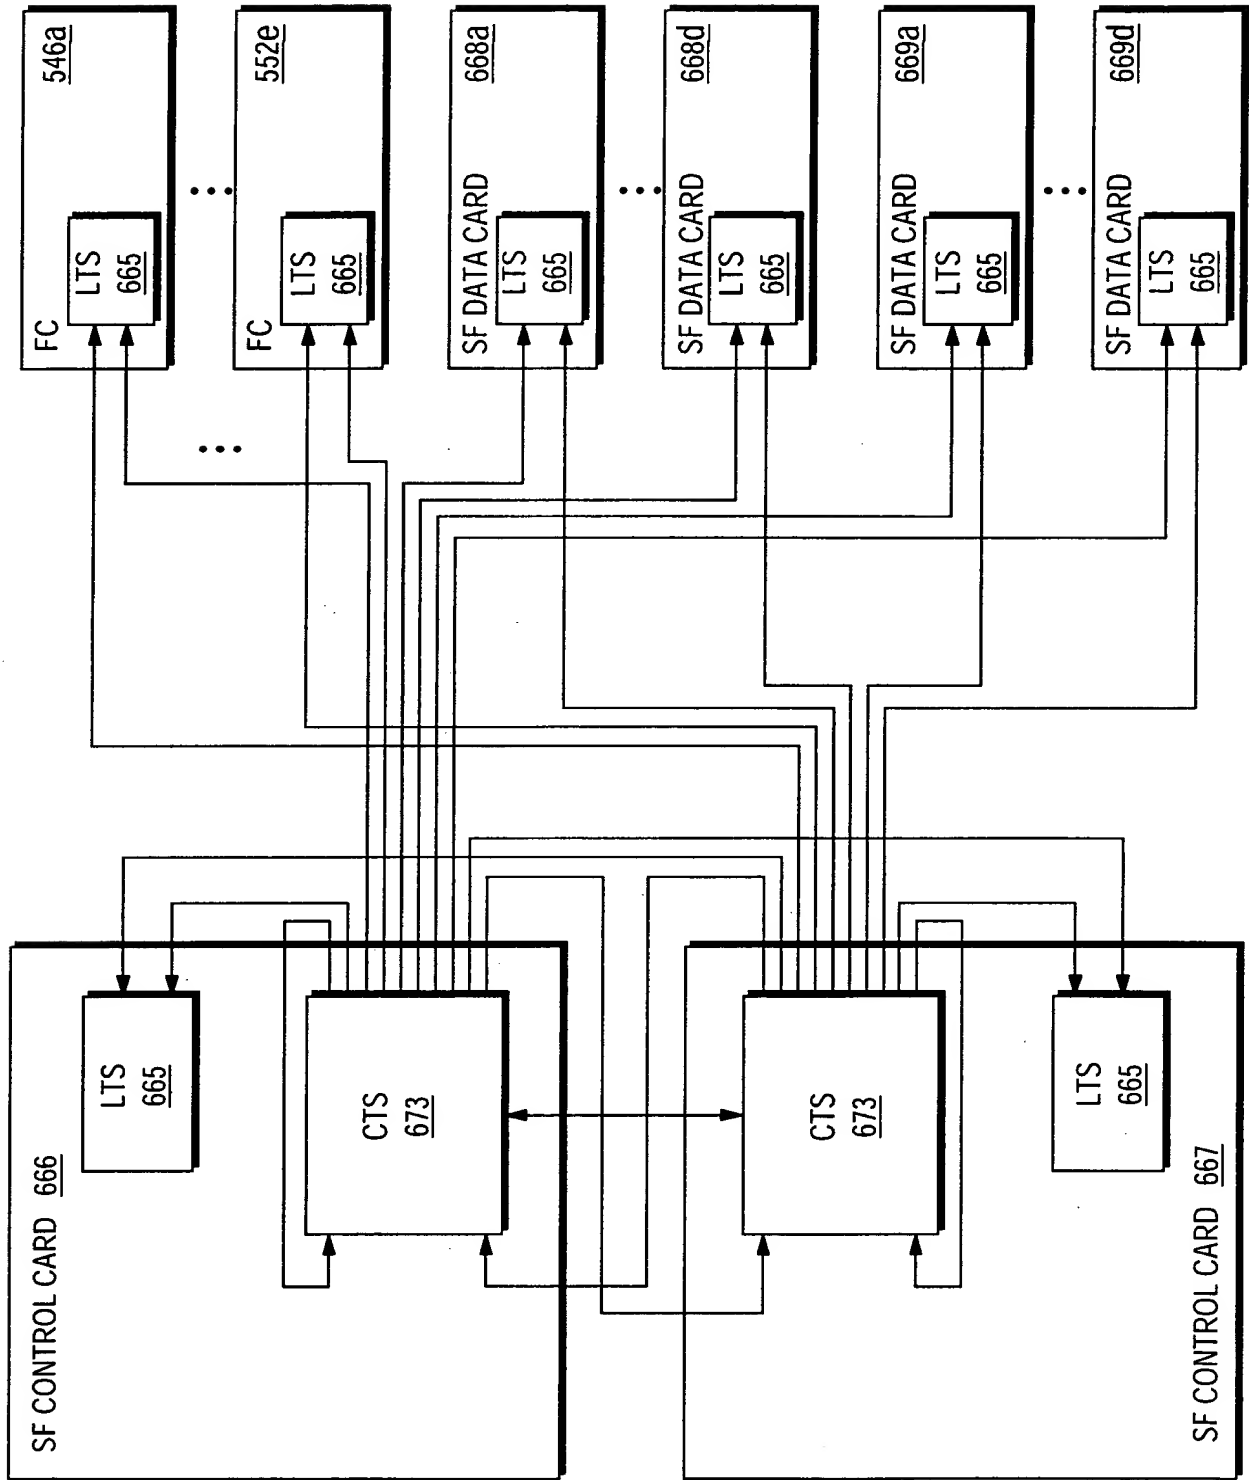 SF CONTROL CARD 666
LTS
665
CTS
673
SF CONTROL CARD 667
CTS
673
LTS
665
FC
546a
LTS
665
FC
552e
LTS
665
SF DATA CARD
668a
LTS
665
SF DATA CARD
668d
LTS
665
SF DATA CARD
669a
LTS
665
SF DATA CARD
669d
LTS
665